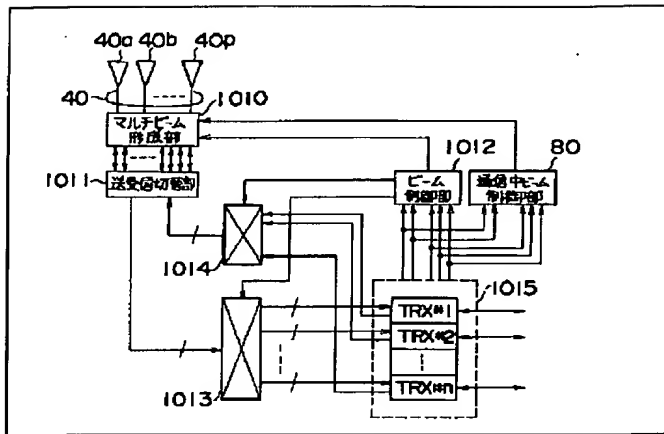 40a 40b 40p
40
1010
マルチビーム
形成部
1012
80
1011
送受切替部
ビーム
制御部
通信中ビーム
制御部
1014
1015
TRX#1
TRX#2
TRX#n
1013